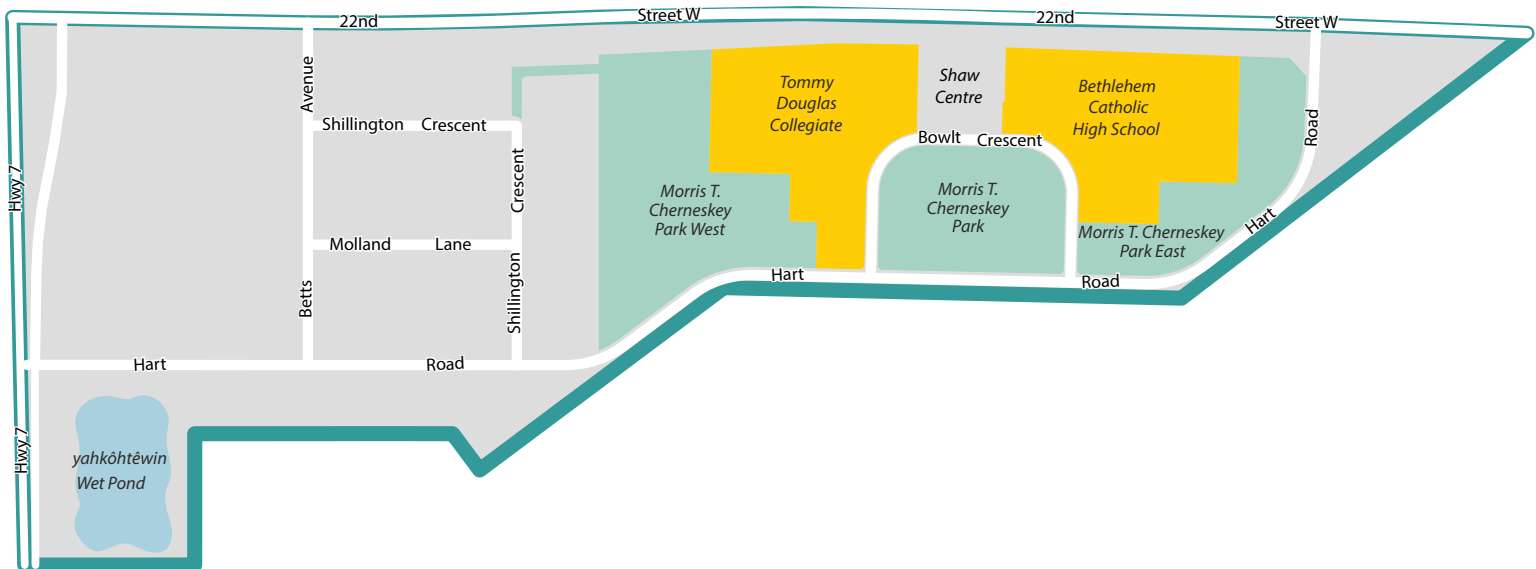 22nd
Street W
22nd
Street W
Avenue
Shillington Crescent
Tommy
Douglas
Collegiate
Shaw
Centre
Bethlehem
Catholic
High School
Road
Bowlt Crescent
Hwy 7
Crescent
Morris T.
Cherneskey
Park West
Morris T.
Cherneskey
Park
Morris T. Cherneskey
Park East
Hart
Molland Lane
Betts
Shillington
Hart
Road
Hart
Road
Hwy 7
yahkôhtêwin
Wet Pond